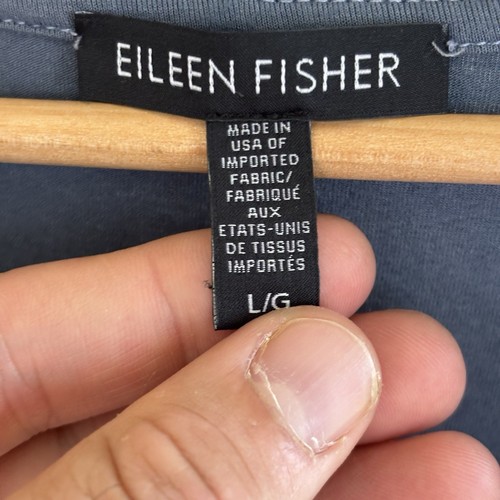 EILEEN FISHER
MADE IN
USA OF
IMPORTED
FABRIC/
FABRIQUÉ
AUX
ETATS-UNIS
DE TISSUS
IMPORTÉS
L/G